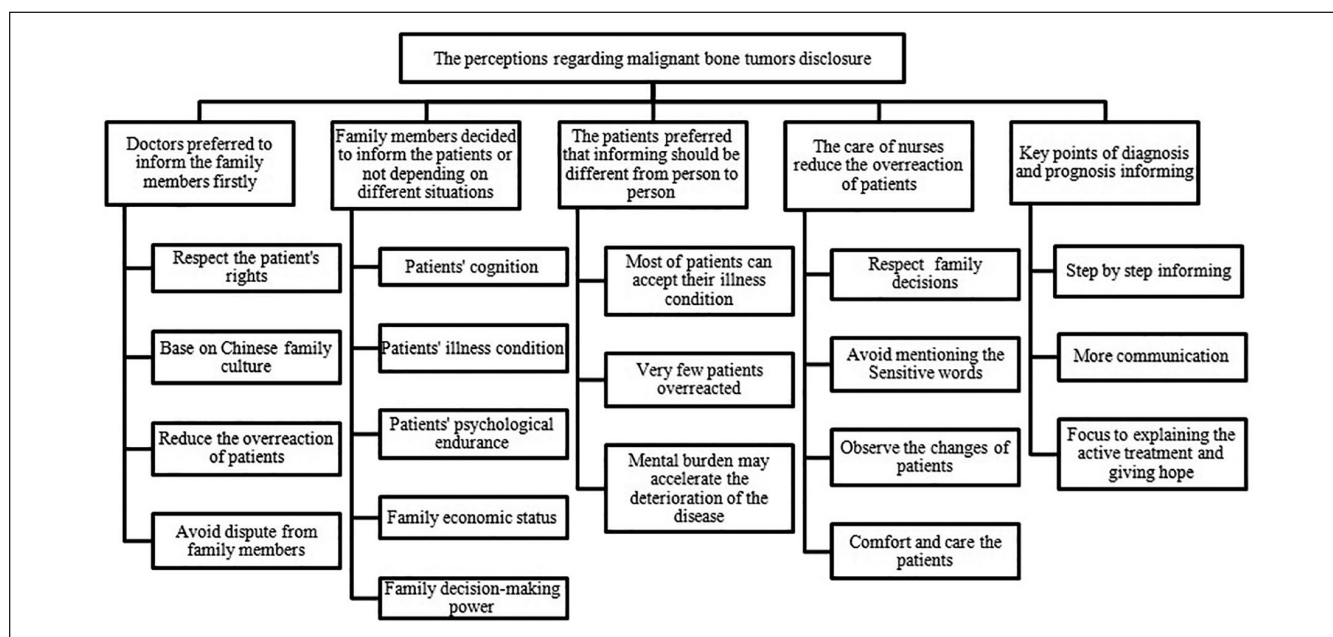 The perceptions regarding malignant bone tumors disclosure
Doctors preferred to
inform the family
members firstly
Respect the patient's
rights
Base on Chinese family
culture
Reduce the overreaction
of patients
Avoid dispute from
family members
Family members decided
to inform the patients or
not depending on
different situations
Patients' cognition
Patients' illness condition
Patients' psychological
endurance
Family economic status
Family decision-making
power
The patients preferred
that informing should be
different from person to
person
Most of patients can
accept their illness
condition
Very few patients
overreacted
Mental burden may
accelerate the
deterioration of the
disease
The care of nurses
reduce the overreaction
of patients
Respect family
decisions
Avoid mentioning the
Sensitive words
Observe the changes of
patients
Comfort and care the
patients
Key points of diagnosis
and prognosis informing
Step by step informing
More communication
Focus to explaining the
active treatment and
giving hope